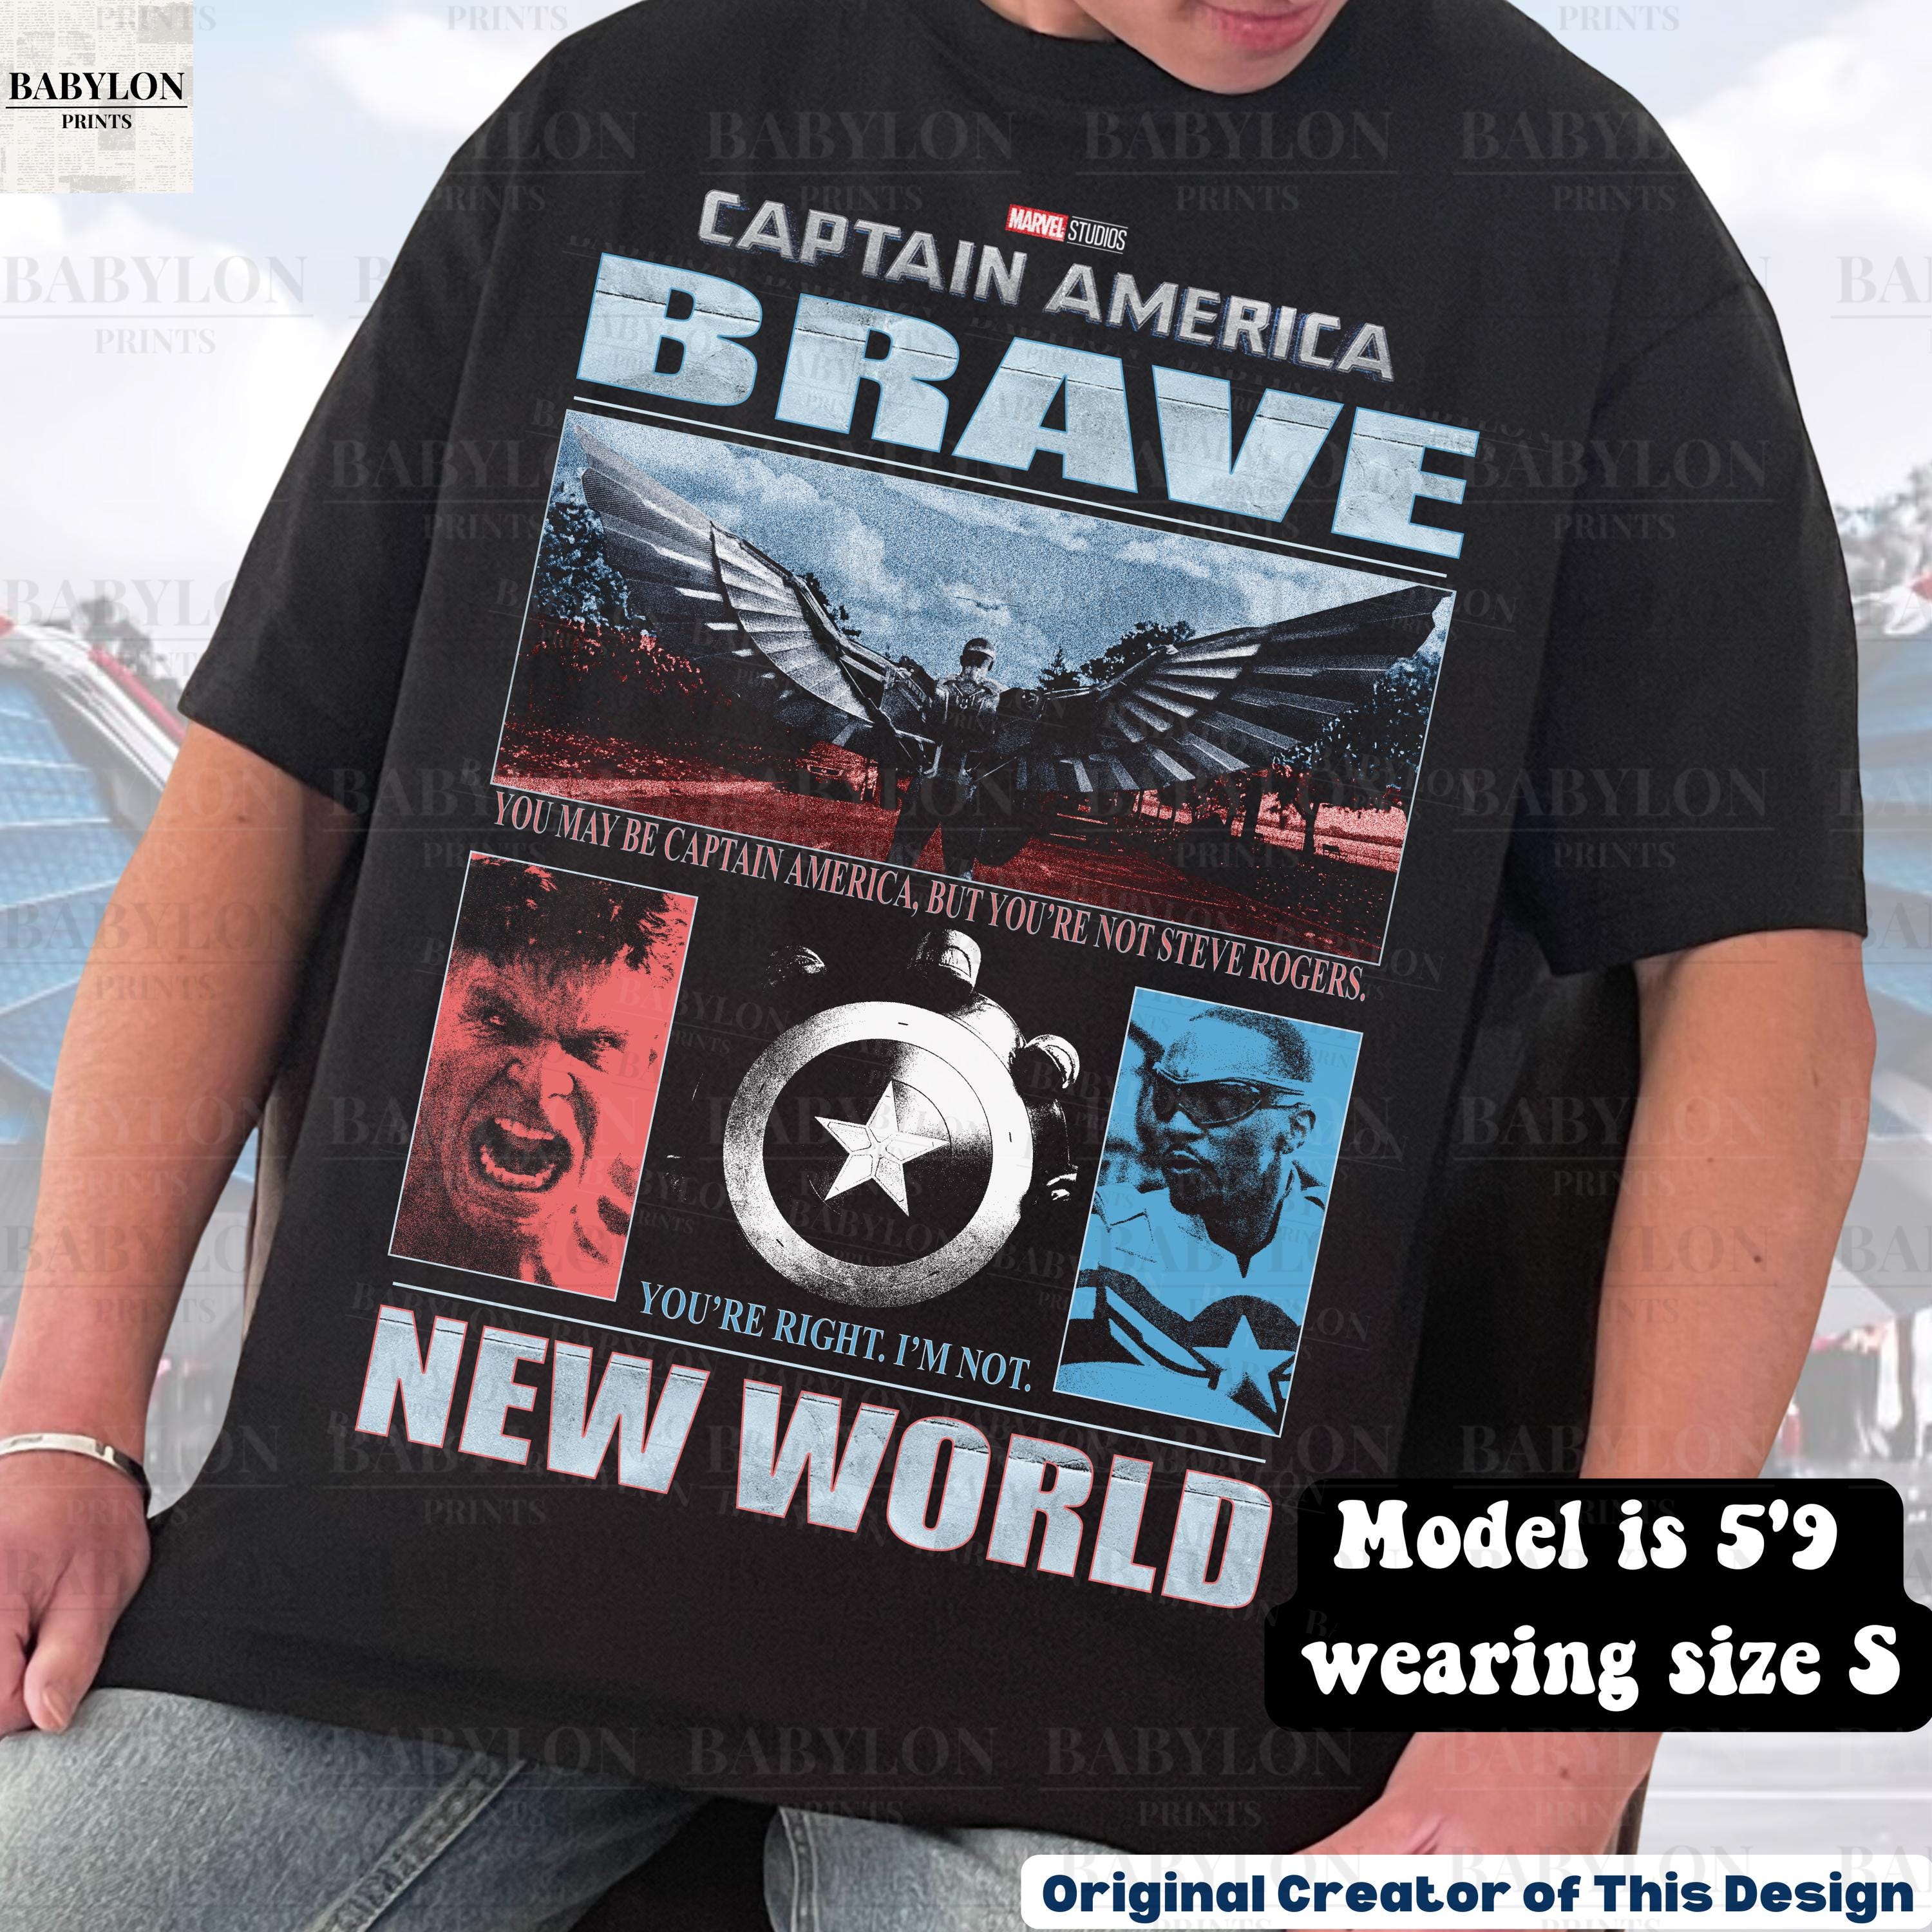 BABYLON
PRINTS
MARVEL STUDIOS
CAPTAIN AMERICA
BRAVE
YOU MAY BE CAPTAIN AMERICA, BUT YOU'RE NOT STEVE ROGERS.
YOU'RE RIGHT. I'M NOT.
NEW WORLD
Model is 5'9
wearing size S
Original Creator of This Design